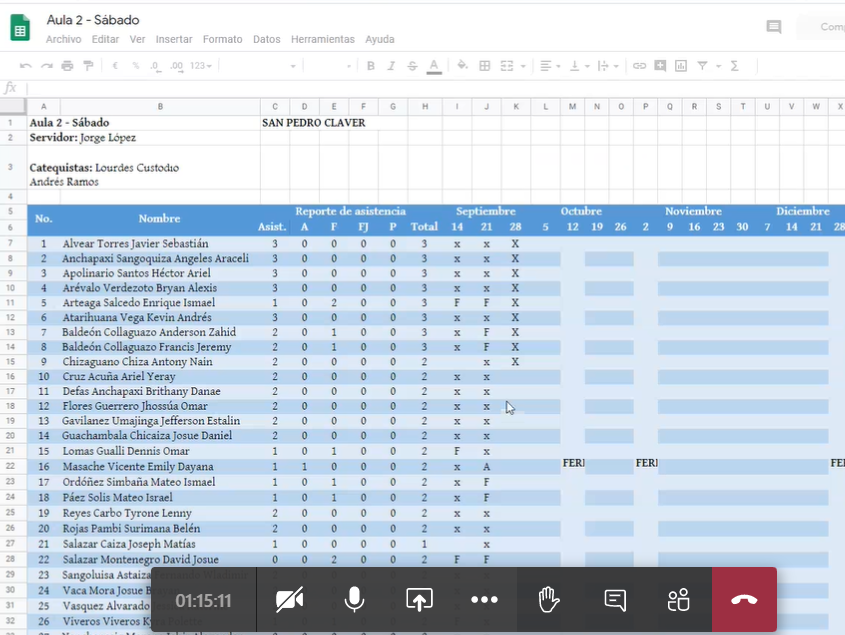 Aula 2 - Sábado
Archivo Editar Ver Insertar Formato Datos Herramientas Ayuda
€ % .0 .00 123
fx
A B C D E F G H I J K L M N O P Q R S T U V W X
1 Aula 2 - Sábado SAN PEDRO CLAVER
2 Servidor: Jorge López
3 Catequistas: Lourdes Custodio
Andrés Ramos
4
5 No. Nombre Reporte de asistencia Septiembre Octubre Noviembre Diciembre
6 Asist. A F FJ P Total 14 21 28 5 12 19 26 2 9 16 23 30 7 14 21 28
7 1 Alvear Torres Javier Sebastián 3 0 0 0 0 3 x x X
8 2 Anchapaxi Sangoquiza Angeles Araceli 3 0 0 0 0 3 x x X
9 3 Apolinario Santos Héctor Ariel 3 0 0 0 0 3 x x X
10 4 Arévalo Verdezoto Bryan Alexis 3 0 0 0 0 3 x x X
11 5 Arteaga Salcedo Enrique Ismael 1 0 2 0 0 3 F F X
12 6 Atarihuana Vega Kevin Andrés 3 0 0 0 0 3 x x X
13 7 Baldeón Collaguazo Anderson Zahid 2 0 1 0 0 3 x F X
14 8 Baldeón Collaguazo Francis Jeremy 2 0 1 0 0 3 x F X
15 9 Chizaguano Chiza Antony Nain 2 0 0 0 0 2 x X
16 10 Cruz Acuña Ariel Yeray 2 0 0 0 0 2 x x
17 11 Defas Anchapaxi Brithany Danae 2 0 0 0 0 2 x x
18 12 Flores Guerrero Jhossúa Omar 2 0 0 0 0 2 x x
19 13 Gavilanez Umajinga Jefferson Estalin 2 0 0 0 0 2 x x
20 14 Guachambala Chicaiza Josue Daniel 2 0 0 0 0 2 x x
21 15 Lomas Gualli Dennis Omar 1 0 1 0 0 2 F x
22 16 Masache Vicente Emily Dayana 1 1 0 0 0 2 x A FERI FERI
23 17 Ordóñez Simbaña Mateo Ismael 1 0 1 0 0 2 x F
24 18 Páez Solis Mateo Israel 1 0 1 0 0 2 x F
25 19 Reyes Carbo Tyrone Lenny 2 0 0 0 0 2 x x
26 20 Rojas Pambi Surimana Belén 2 0 0 0 0 2 x x
27 21 Salazar Caiza Joseph Matías 1 0 0 0 0 1 x
28 22 Salazar Montenegro David Josue 0 0 2 0 0 2 F F
29 23 Sangoluisa Astaiza
30 24 Vaca Mora Josue
31 25 Vasquez Alvarado
32 26 Viveros Viveros
01:15:11